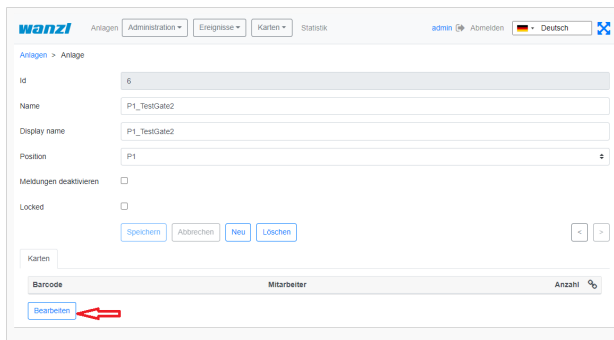 wanzl Anlagen Administration Ereignisse Karten Statistik admin Abmelden Deutsch
Anlagen > Anlage
Id 6
Name P1_TestGate2
Display name P1_TestGate2
Position P1
Meldungen deaktivieren
Locked
Speichern Abbrechen Neu Löschen < >
Karten
Barcode Mitarbeiter Anzahl
Bearbeiten